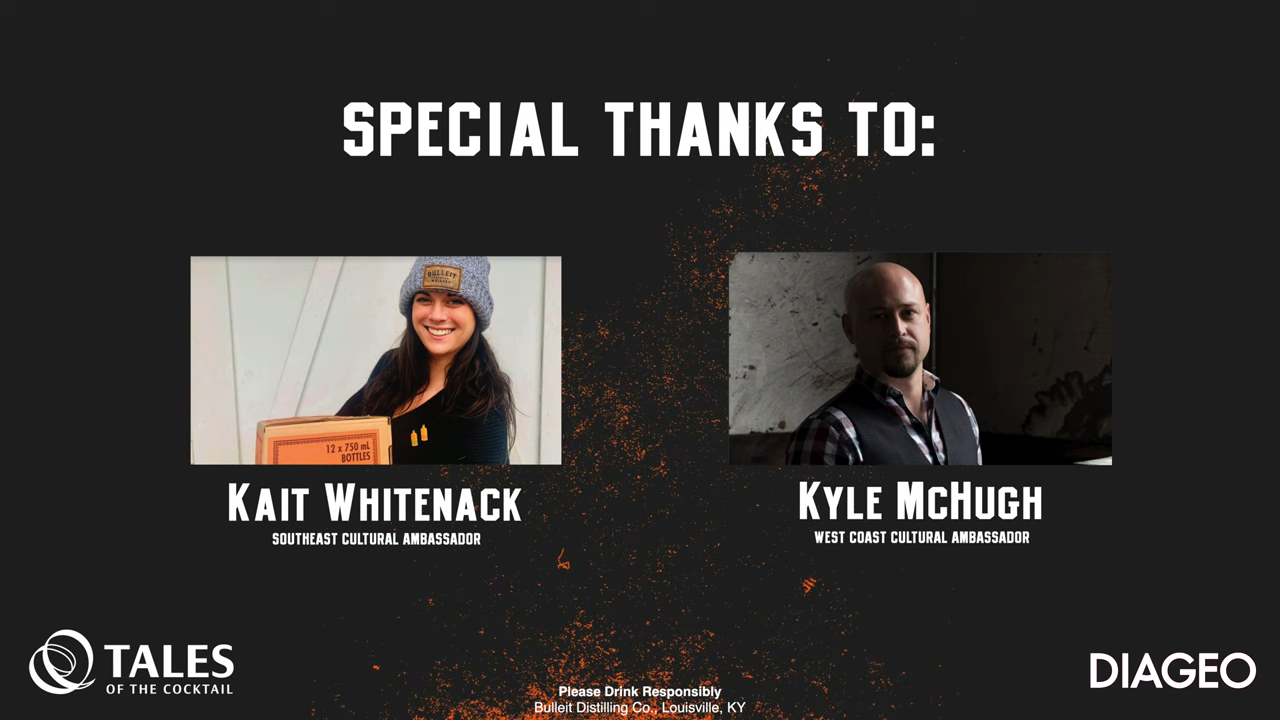 SPECIAL THANKS TO:
BULLEIT
12 x 750 mL
BOTTLES
KAIT WHITENACK
SOUTHEAST CULTURAL AMBASSADOR
KYLE MCHUGH
WEST COAST CULTURAL AMBASSADOR
TALES
OF THE COCKTAIL
Please Drink Responsibly
Bulleit Distilling Co., Louisville, KY
DIAGEO